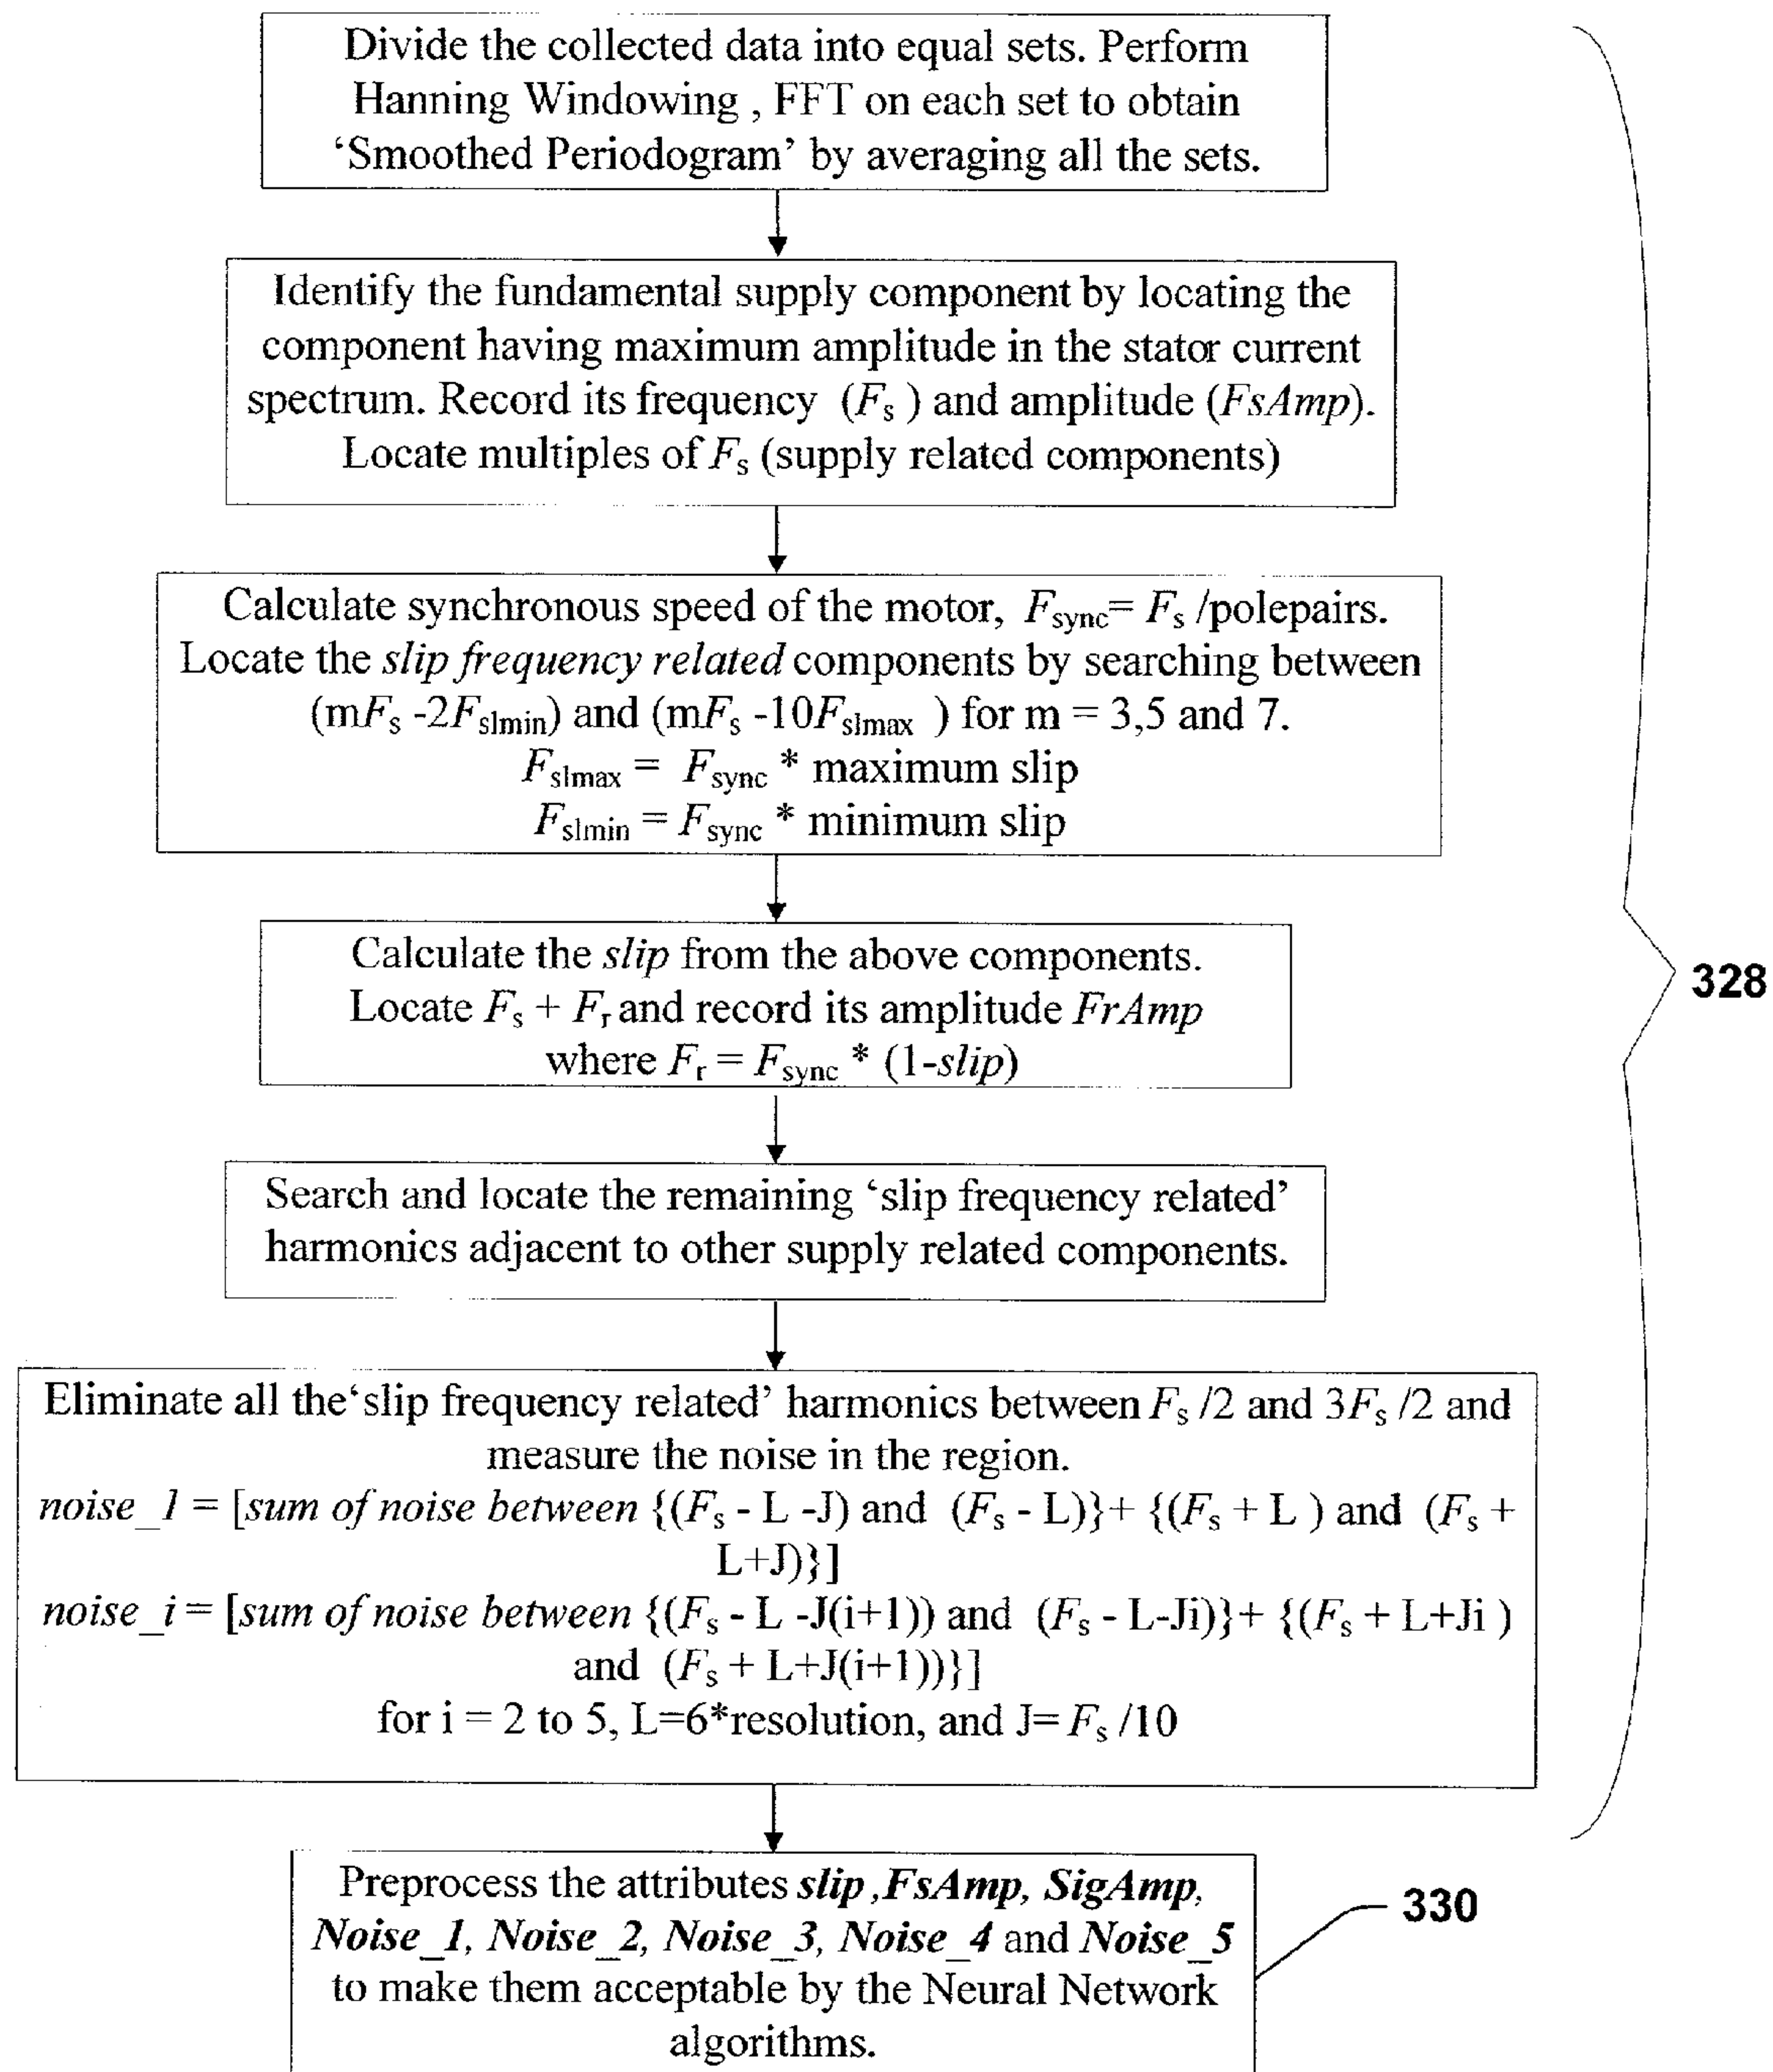 Divide the collected data into equal sets. Perform
Hanning Windowing , FFT on each set to obtain
‘Smoothed Periodogram’ by averaging all the sets.
Identify the fundamental supply component by locating the
component having maximum amplitude in the stator current
spectrum. Record its frequency (Fs ) and amplitude (FsAmp).
Locate multiples of Fs (supply related components)
Calculate synchronous speed of the motor, Fsync= Fs /polepairs.
Locate the slip frequency related components by searching between
(mFs -2Fslmin) and (mFs -10Fslmax ) for m = 3,5 and 7.
Fslmax = Fsync * maximum slip
Fslmin = Fsync * minimum slip
Calculate the slip from the above components.
Locate Fs + Fr and record its amplitude FrAmp
where Fr = Fsync * (1-slip)
328
Search and locate the remaining ‘slip frequency related’
harmonics adjacent to other supply related components.
Eliminate all the‘slip frequency related’ harmonics between Fs /2 and 3Fs /2 and
measure the noise in the region.
noise_1 = [sum of noise between {(Fs - L -J) and (Fs - L)}+ {(Fs + L ) and (Fs +
L+J)}]
noise_i = [sum of noise between {(Fs - L -J(i+1)) and (Fs - L-Ji)}+ {(Fs + L+Ji )
and (Fs + L+J(i+1))}]
for i = 2 to 5, L=6*resolution, and J= Fs /10
Preprocess the attributes slip ,FsAmp, SigAmp,
Noise_1, Noise_2, Noise_3, Noise_4 and Noise_5
to make them acceptable by the Neural Network
algorithms.
330